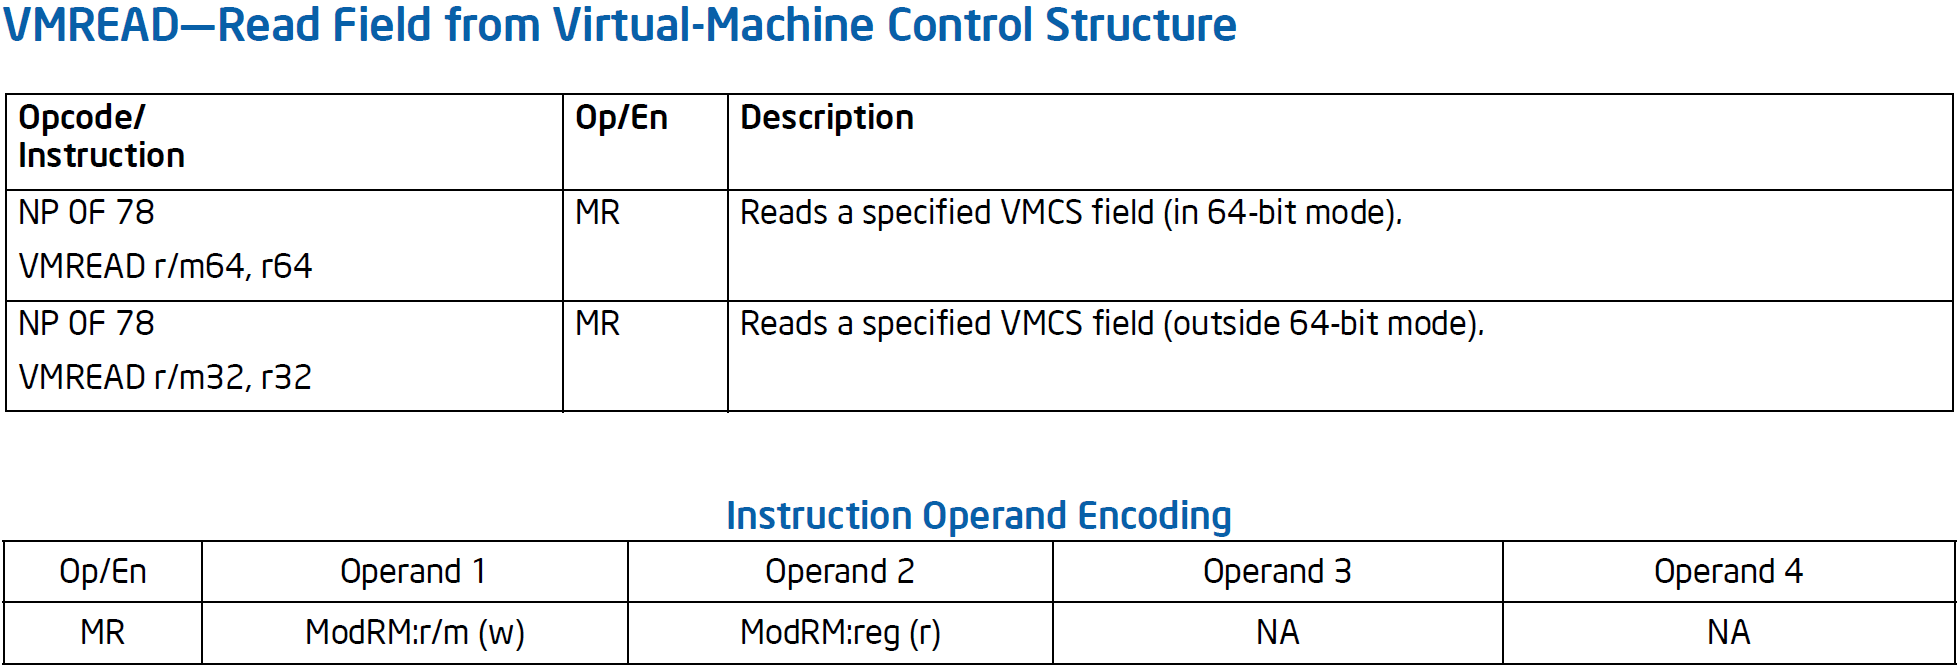 VMREAD—Read Field from Virtual-Machine Control Structure
Opcode/ Op/En Description
Instruction
NP 0F 78 MR Reads a specified VMCS field (in 64-bit mode).
VMREAD r/m64, r64
NP 0F 78 MR Reads a specified VMCS field (outside 64-bit mode).
VMREAD r/m32, r32
Instruction Operand Encoding
Op/En Operand 1 Operand 2 Operand 3 Operand 4
MR ModRM:r/m (w) ModRM:reg (r) NA NA